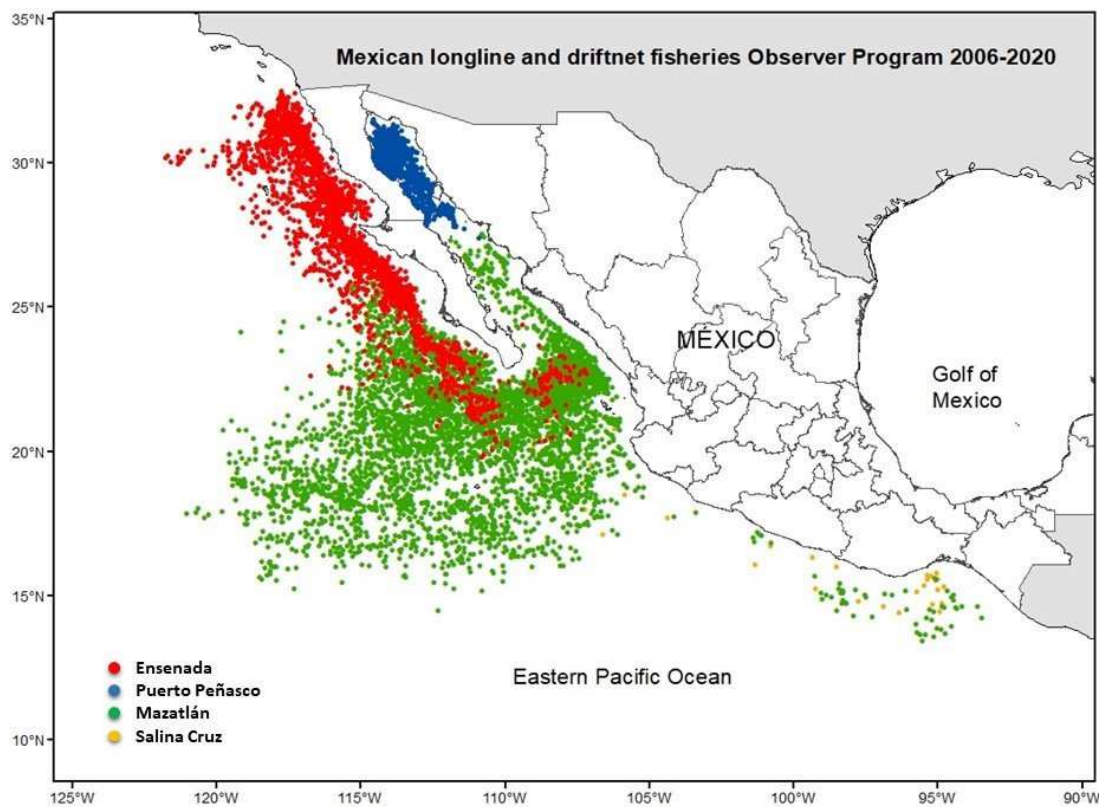 Mexican longline and driftnet fisheries Observer Program 2006-2020
35°N
30°N
25°N
20°N
15°N
10°N
MÉXICO
Golf of
Mexico
Eastern Pacific Ocean
Ensenada
Puerto Peñasco
Mazatlán
Salina Cruz
125°W
120°W
115°W
110°W
105°W
100°W
95°W
90°W